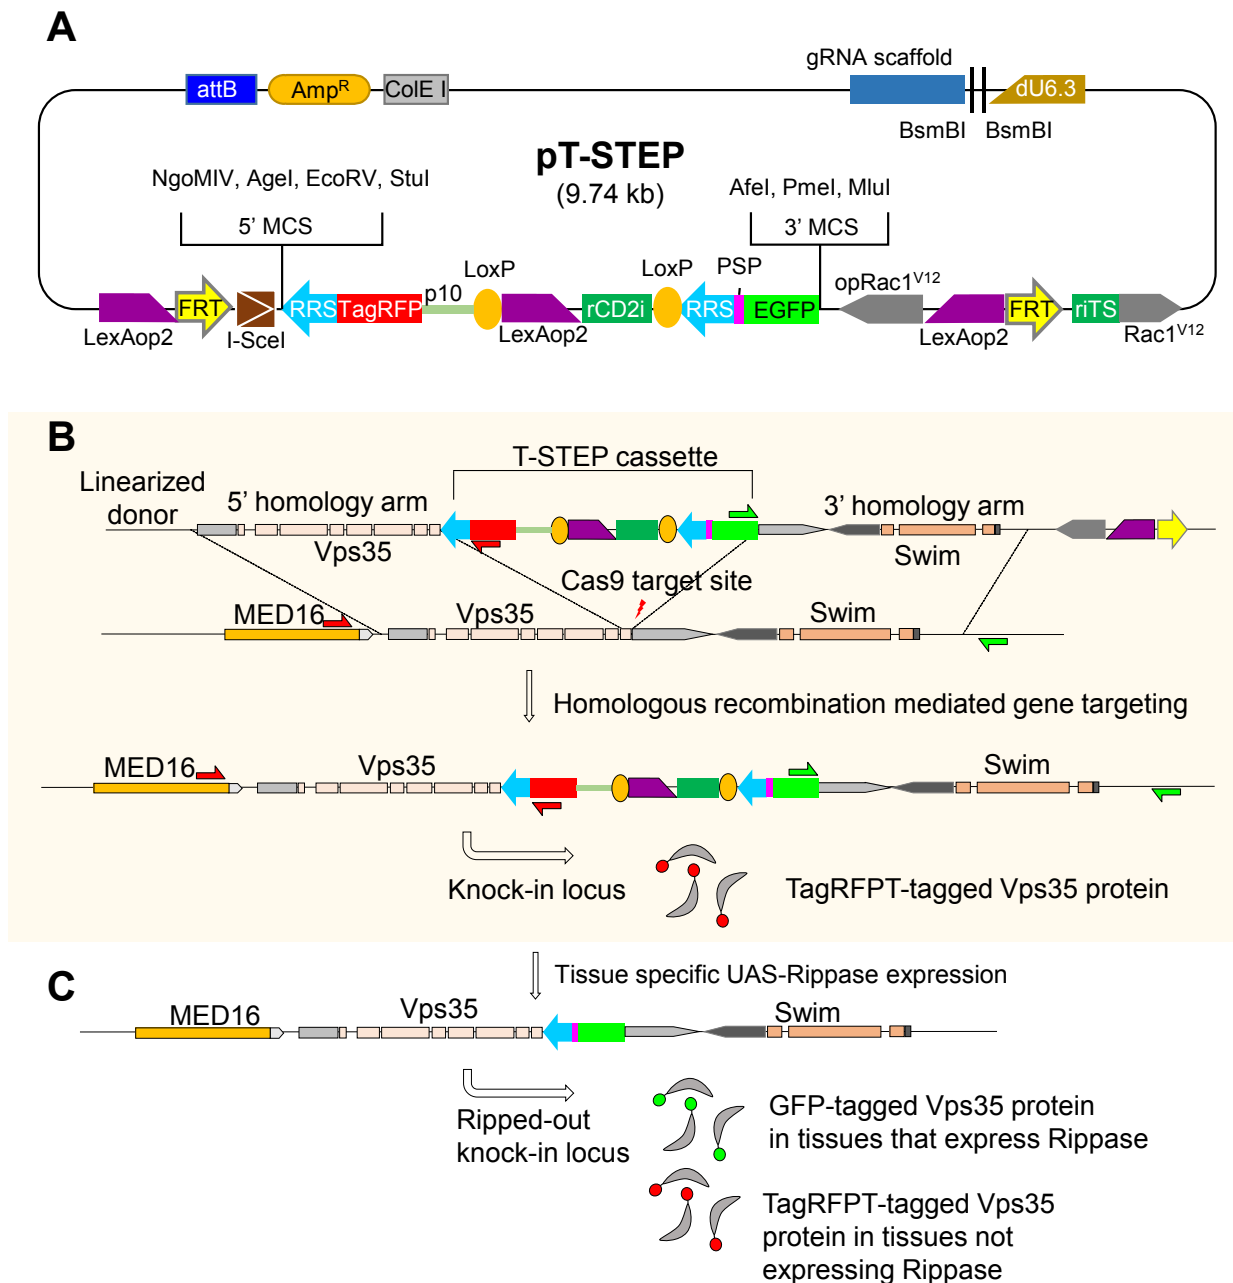 A
attB
Amp^R
ColE I
gRNA scaffold
dU6.3
BsmBI
BsmBI
pT-STEP
(9.74 kb)
NgoMIV, AgeI, EcoRV, StuI
5’ MCS
AfeI, PmeI, MluI
3’ MCS
LoxP
LoxP
PSP
opRac1^V12
p10
FRT
RRS
TagRFP
rCD2i
RRS
EGFP
FRT
riTS
LexAop2
I-SceI
LexAop2
LexAop2
Rac1^V12
B
T-STEP cassette
Linearized
donor
5’ homology arm
3’ homology arm
Vps35
Swim
Cas9 target site
MED16
Vps35
Swim
Homologous recombination mediated gene targeting
MED16
Vps35
Swim
Knock-in locus
TagRFPT-tagged Vps35 protein
C
Tissue specific UAS-Rippase expression
MED16
Vps35
Swim
Ripped-out
knock-in locus
GFP-tagged Vps35 protein
in tissues that express Rippase
TagRFPT-tagged Vps35
protein in tissues not
expressing Rippase